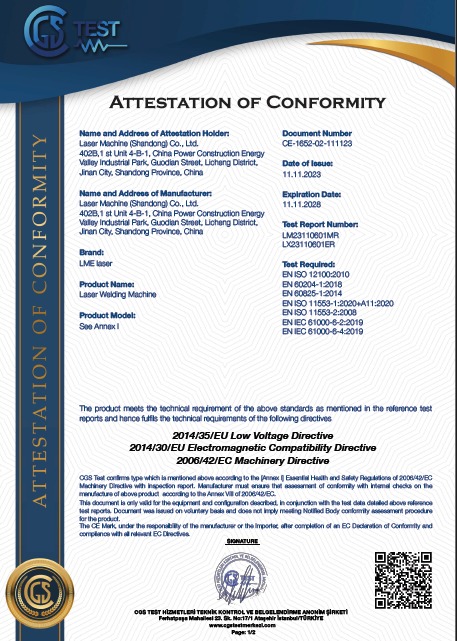 CGS TEST
ATTESTATION OF CONFORMITY
ATTESTATION OF CONFORMITY
Name and Address of Attestation Holder:
Laser Machine (Shandong) Co., Ltd.
402B,1 st Unit 4-B-1, China Power Construction Energy
Valley Industrial Park, Guodian Street, Licheng District,
Jinan City, Shandong Province, China
Name and Address of Manufacturer:
Laser Machine (Shandong) Co., Ltd.
402B,1 st Unit 4-B-1, China Power Construction Energy
Valley Industrial Park, Guodian Street, Licheng District,
Jinan City, Shandong Province, China
Brand:
LME laser
Product Name:
Laser Welding Machine
Product Model:
See Annex I
Document Number
CE-1652-02-111123
Date of Issue:
11.11.2023
Expiration Date:
11.11.2028
Test Report Number:
LM23110601MR
LX23110601ER
Test Required:
EN ISO 12100:2010
EN 60204-1:2018
EN 60825-1:2014
EN ISO 11553-1:2020+A11:2020
EN ISO 11553-2:2008
EN IEC 61000-6-2:2019
EN IEC 61000-6-4:2019
The product meets the technical requirement of the above standards as mentioned in the reference test
reports and hence fulfils the technical requirements of the following directives
2014/35/EU Low Voltage Directive
2014/30/EU Electromagnetic Compatibility Directive
2006/42/EC Machinery Directive
CGS Test confirms type which is mentioned above according to the [Annex I] Essential Health and Safety Regulations of 2006/42/EC
Machinery Directive with inspection report. Manufacturer must ensure that assessment of conformity with internal checks on the
manufacture of above product according to the Annex VIII of 2006/42/EC.
This document is only valid for the equipment and configuration described, in conjunction with the test data detailed above reference
test reports. Document was issued on voluntary basis and does not imply meeting Notified Body conformity assessment procedure
for the product.
The CE Mark, under the responsibility of the manufacturer or the importer, after completion of an EC Declaration of Conformity and
compliance with all relevant EC Directives.
SIGNATURE
CGS
CGS TEST HİZMETLERİ TEKNİK KONTROL VE BELGELENDİRME ANONİM ŞİRKETİ
Ferhatpaşa Mahallesi 23. Sk. No:17/1 Ataşehir İstanbul/TÜRKİYE
www.cgstestmerkezi.com
Page: 1/2